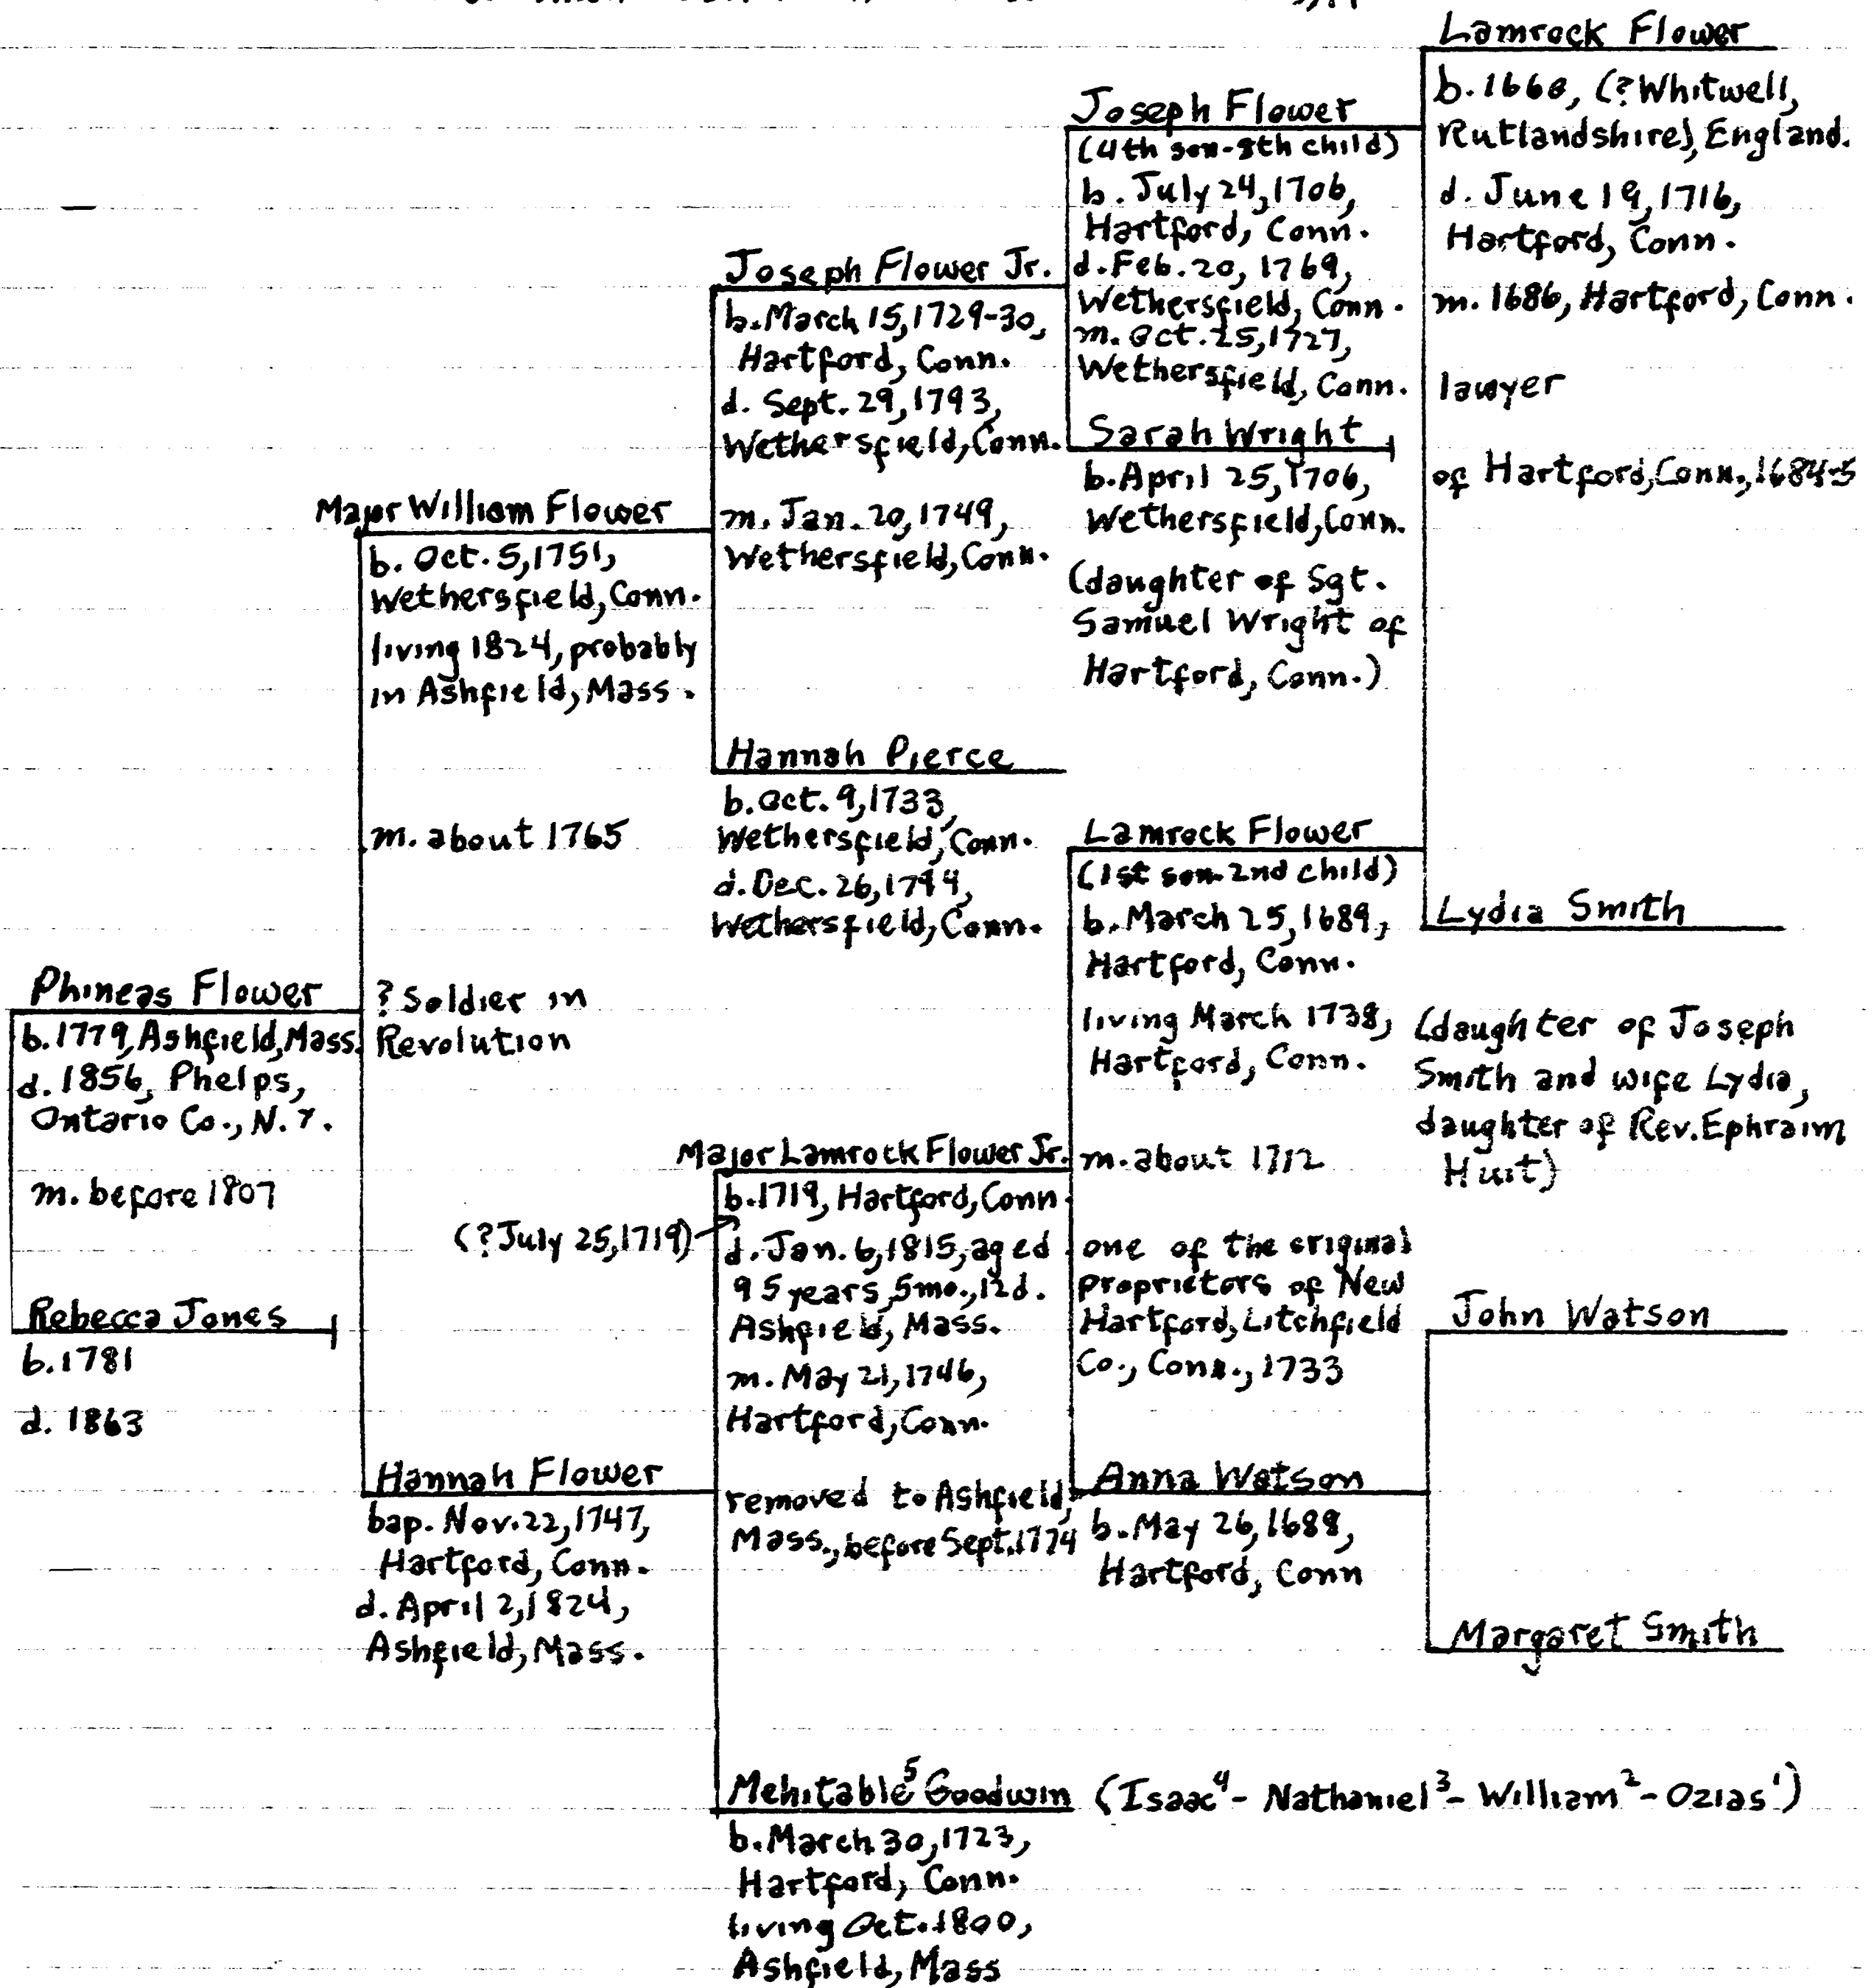 Lamrock Flower
b. 1660, (? Whitwell,
Rutlandshire), England.
d. June 19, 1716,
Hartford, Conn.
m. 1686, Hartford, Conn.
lawyer
of Hartford, Conn., 1684-5
Joseph Flower
(4th son-8th child)
b. July 24, 1706,
Hartford, Conn.
d. Feb. 20, 1769,
Wethersfield, Conn.
m. Oct. 25, 1727,
Wethersfield, Conn.
Sarah Wright
b. April 25, 1706,
Wethersfield, Conn.
(daughter of Sgt.
Samuel Wright of
Hartford, Conn.)
Joseph Flower Jr.
b. March 15, 1729-30,
Hartford, Conn.
d. Sept. 29, 1793,
Wethersfield, Conn.
m. Jan. 20, 1749,
Wethersfield, Conn.
Major William Flower
b. Oct. 5, 1751,
Wethersfield, Conn.
living 1824, probably
in Ashfield, Mass.
m. about 1765
? Soldier in
Revolution
Hannah Pierce
b. Oct. 9, 1733,
Wethersfield, Conn.
d. Dec. 26, 1794,
Wethersfield, Conn.
Lamrock Flower
(1st son-2nd child)
b. March 25, 1689,
Hartford, Conn.
living March 1738,
Hartford, Conn.
m. about 1712
one of the original
proprietors of New
Hartford, Litchfield
Co., Conn., 1733
Lydia Smith
(daughter of Joseph
Smith and wife Lydia,
daughter of Rev. Ephraim
Huit)
Phineas Flower
b. 1779, Ashfield, Mass.
d. 1856, Phelps,
Ontario Co., N.Y.
m. before 1807
Rebecca Jones
b. 1781
d. 1863
Major Lamrock Flower Jr.
b. 1719, Hartford, Conn.
(? July 25, 1719)
d. Jan. 6, 1815, aged
95 years, 5 mo., 12 d.
Ashfield, Mass.
m. May 21, 1746,
Hartford, Conn.
removed to Ashfield,
Mass., before Sept. 1774
John Watson
Hannah Flower
bap. Nov. 22, 1747,
Hartford, Conn.
d. April 2, 1824,
Ashfield, Mass.
Anna Watson
b. May 26, 1688,
Hartford, Conn
Margaret Smith
Mehitable⁵ Goodwin (Isaac⁴- Nathaniel³- William²- Ozias¹)
b. March 30, 1723,
Hartford, Conn.
living Oct. 1800,
Ashfield, Mass